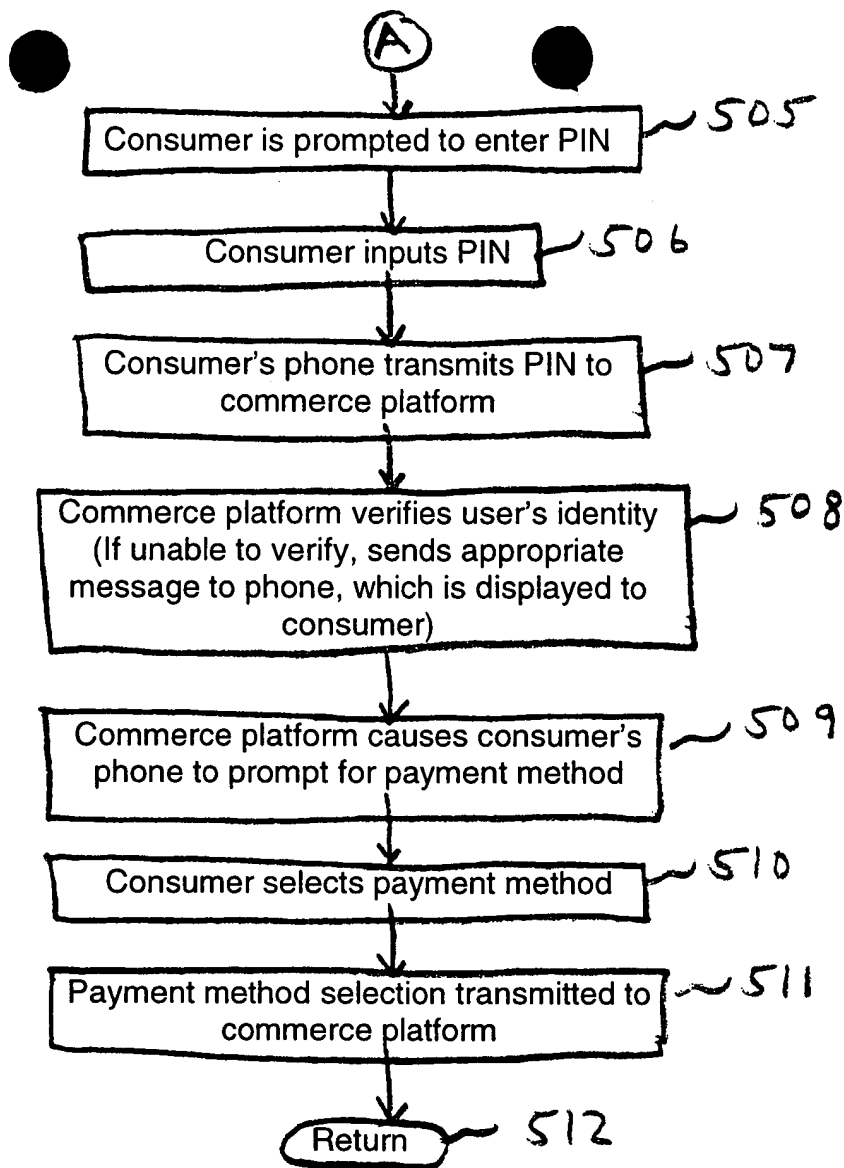 A
Consumer is prompted to enter PIN
505
Consumer inputs PIN
506
Consumer's phone transmits PIN to
commerce platform
507
Commerce platform verifies user's identity
(If unable to verify, sends appropriate
message to phone, which is displayed to
consumer)
508
Commerce platform causes consumer's
phone to prompt for payment method
509
Consumer selects payment method
510
Payment method selection transmitted to
commerce platform
511
Return
512